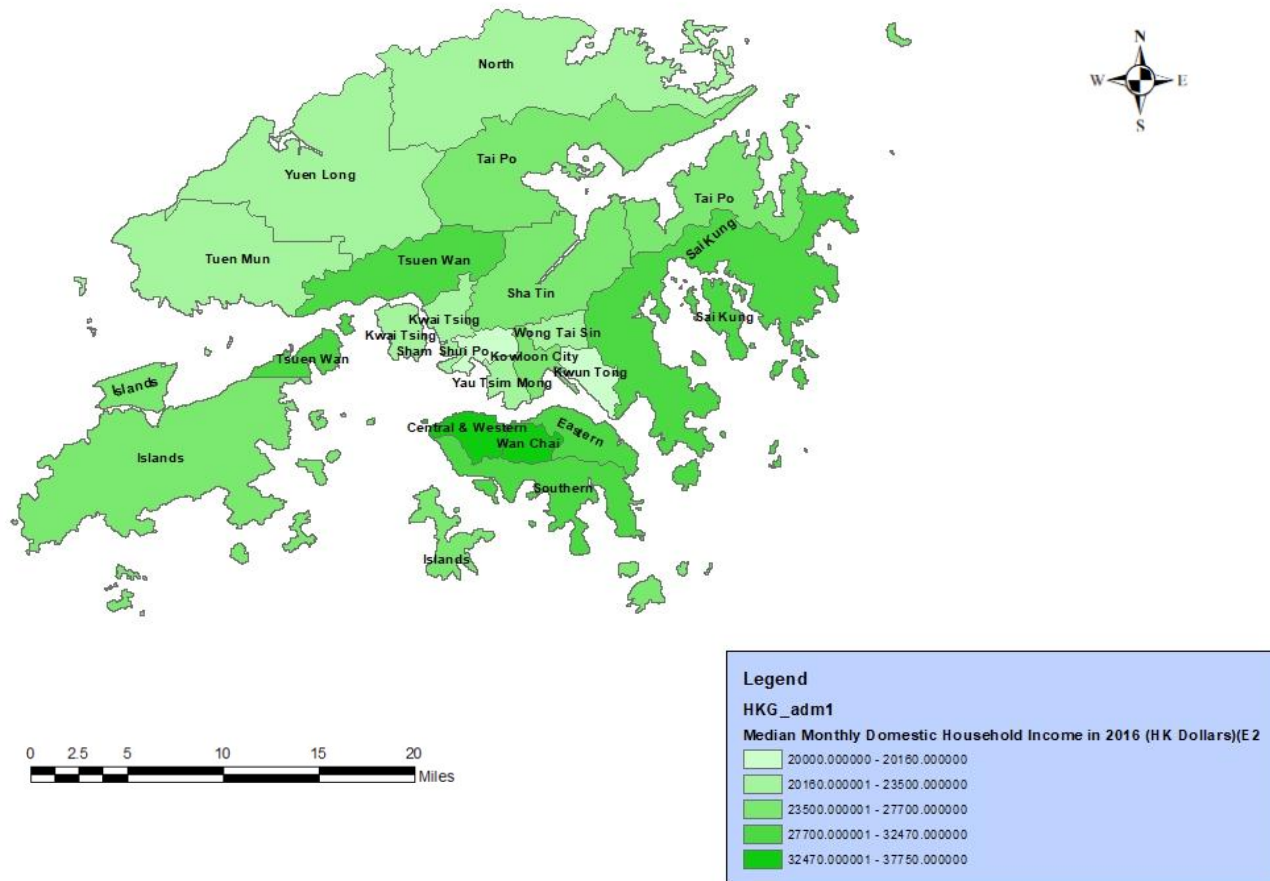 North
N
W
E
S
Tai Po
Yuen Long
Tai Po
Sai Kung
Tuen Mun
Tsuen Wan
Sha Tin
Sai Kung
Kwai Tsing
Kwai Tsing
Wong Tai Sin
Sham Shui Po
Kowloon City
Tsuen Wan
Kwun Tong
Yau Tsim Mong
Islands
Central & Western
Eastern
Wan Chai
Islands
Southern
Islands
Legend
HKG_adm1
Median Monthly Domestic Household Income in 2016 (HK Dollars)(E2
20000.000000 - 20160.000000
20160.000001 - 23500.000000
23500.000001 - 27700.000000
27700.000001 - 32470.000000
32470.000001 - 37750.000000
0 2.5 5 10 15 20
Miles